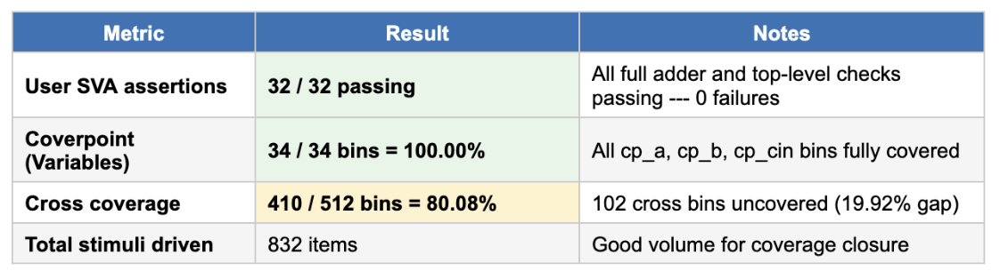 Metric Result Notes
User SVA assertions 32 / 32 passing All full adder and top-level checks
passing --- 0 failures
Coverpoint
(Variables) 34 / 34 bins = 100.00% All cp_a, cp_b, cp_cin bins fully covered
Cross coverage 410 / 512 bins = 80.08% 102 cross bins uncovered (19.92% gap)
Total stimuli driven 832 items Good volume for coverage closure